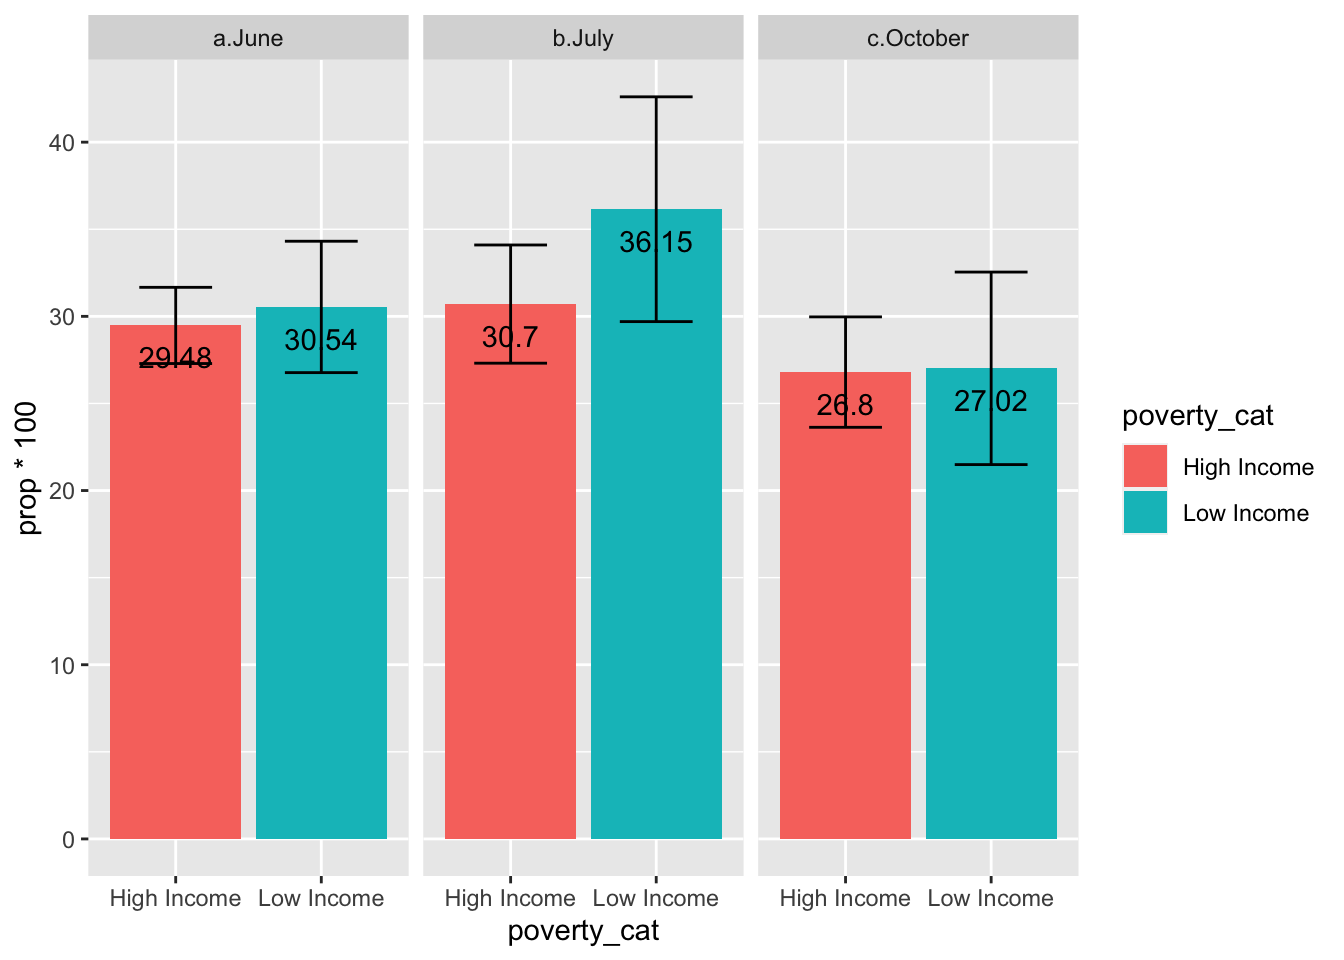 a.June
b.July
c.October
40
30
20
10
0
prop * 100
29.48
30.54
30.7
36.15
26.8
27.02
High Income
Low Income
High Income
Low Income
High Income
Low Income
poverty_cat
poverty_cat
High Income
Low Income